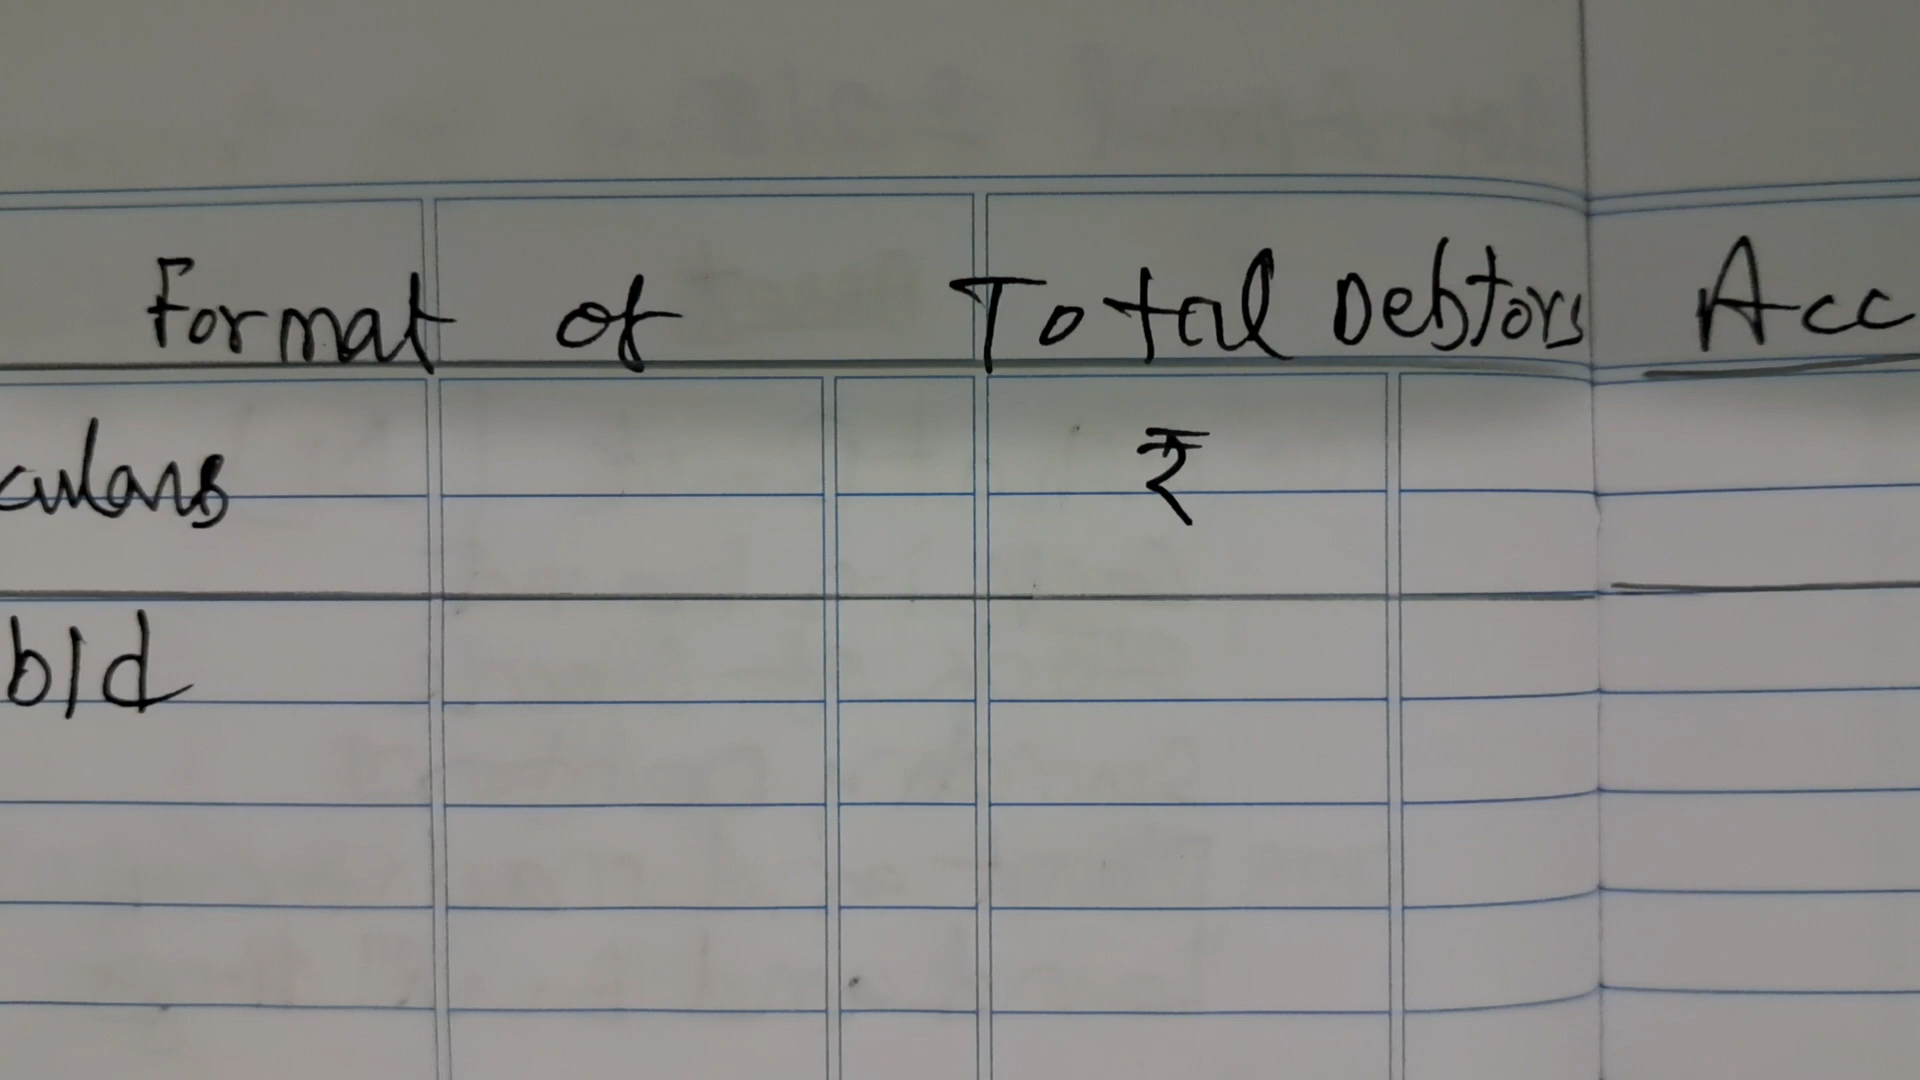 Format of Total Debtors Acc
culars ₹
b/d